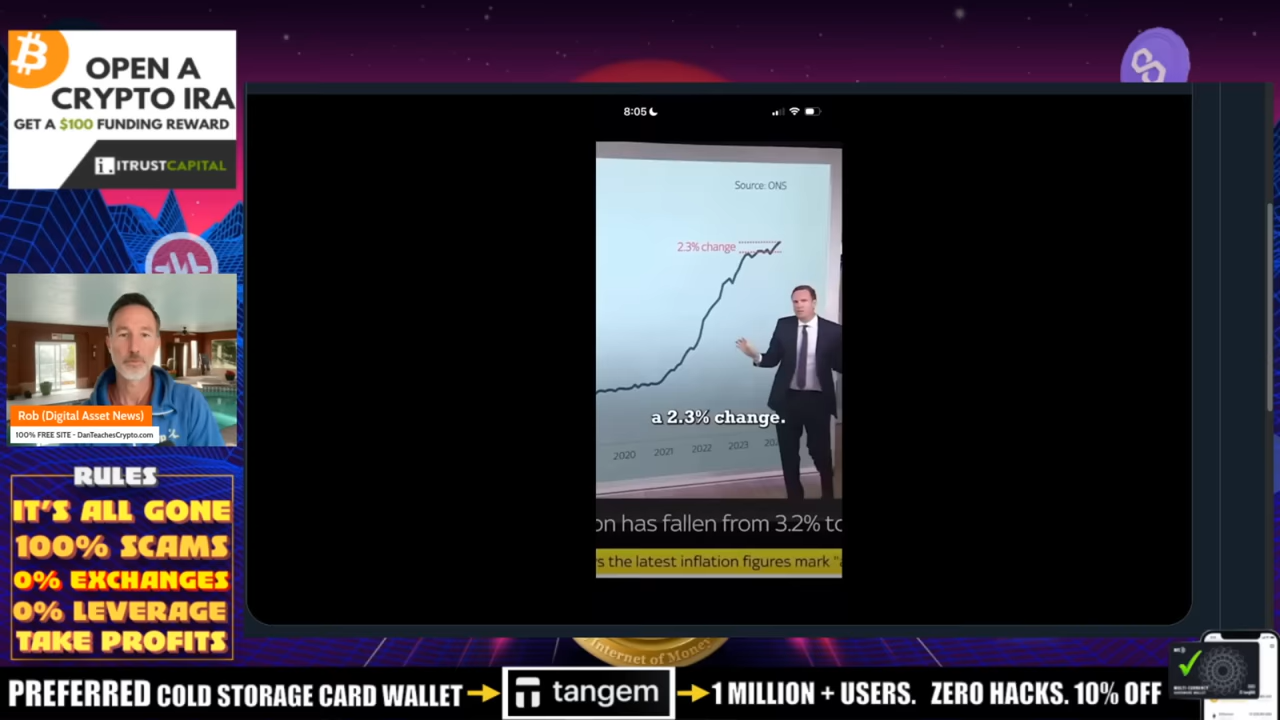 OPEN A
CRYPTO IRA
GET A $100 FUNDING REWARD
ITRUSTCAPITAL
8:05
Source: ONS
2.3% change
a 2.3% change.
2020 2021 2022 2023
on has fallen from 3.2% to
s the latest inflation figures mark "a
Rob (Digital Asset News)
100% FREE SITE - DanTeachesCrypto.com
RULES
IT'S ALL GONE
100% SCAMS
0% EXCHANGES
0% LEVERAGE
TAKE PROFITS
Internet of Money
PREFERRED COLD STORAGE CARD WALLET tangem 1 MILLION + USERS. ZERO HACKS. 10% OFF